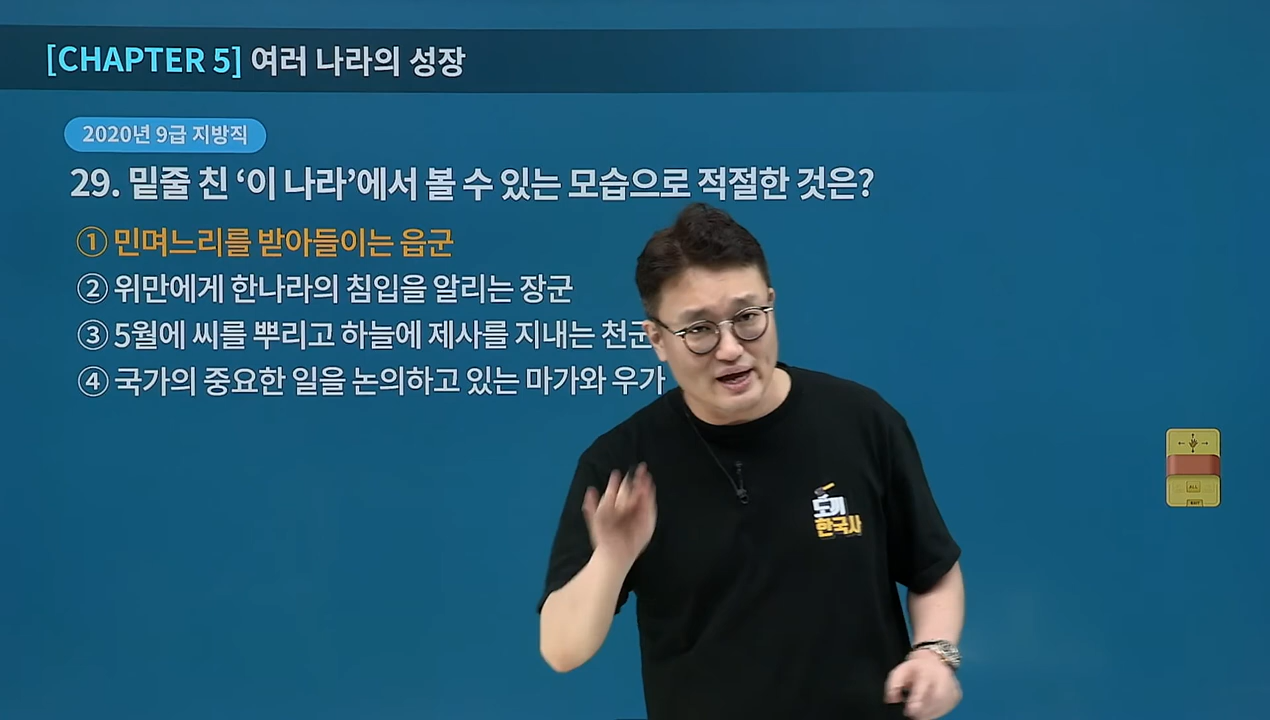 [CHAPTER 5] 여러 나라의 성장
2020년 9급 지방직
29. 밑줄 친 ‘이 나라’에서 볼 수 있는 모습으로 적절한 것은?
① 민며느리를 받아들이는 읍군
② 위만에게 한나라의 침입을 알리는 장군
③ 5월에 씨를 뿌리고 하늘에 제사를 지내는 천군
④ 국가의 중요한 일을 논의하고 있는 마가와 우가
도끼
한국사
ALL
EXIT